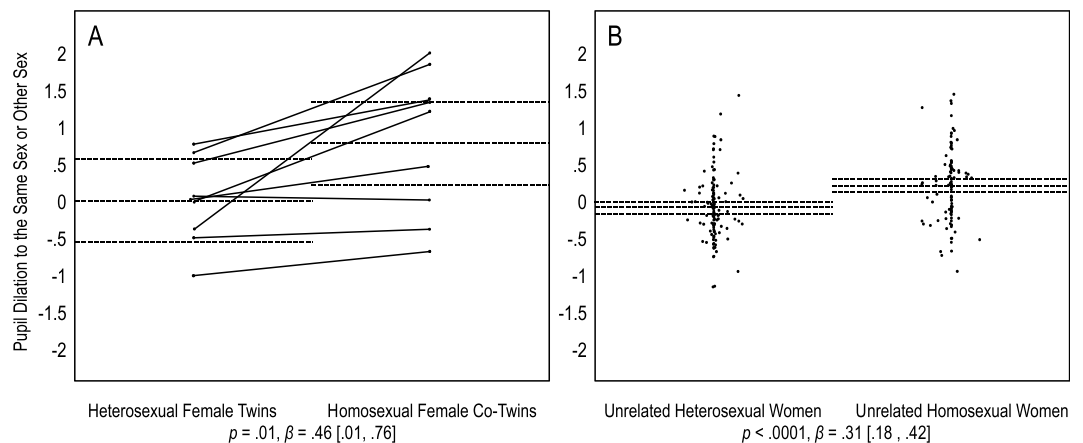 A
B
Pupil Dilation to the Same Sex or Other Sex
2
1.5
1
.5
0
-.5
-1
-1.5
-2
2
1.5
1
.5
0
-.5
-1
-1.5
-2
Heterosexual Female Twins
Homosexual Female Co-Twins
p = .01, β = .46 [.01, .76]
Unrelated Heterosexual Women
Unrelated Homosexual Women
p < .0001, β = .31 [.18 , .42]